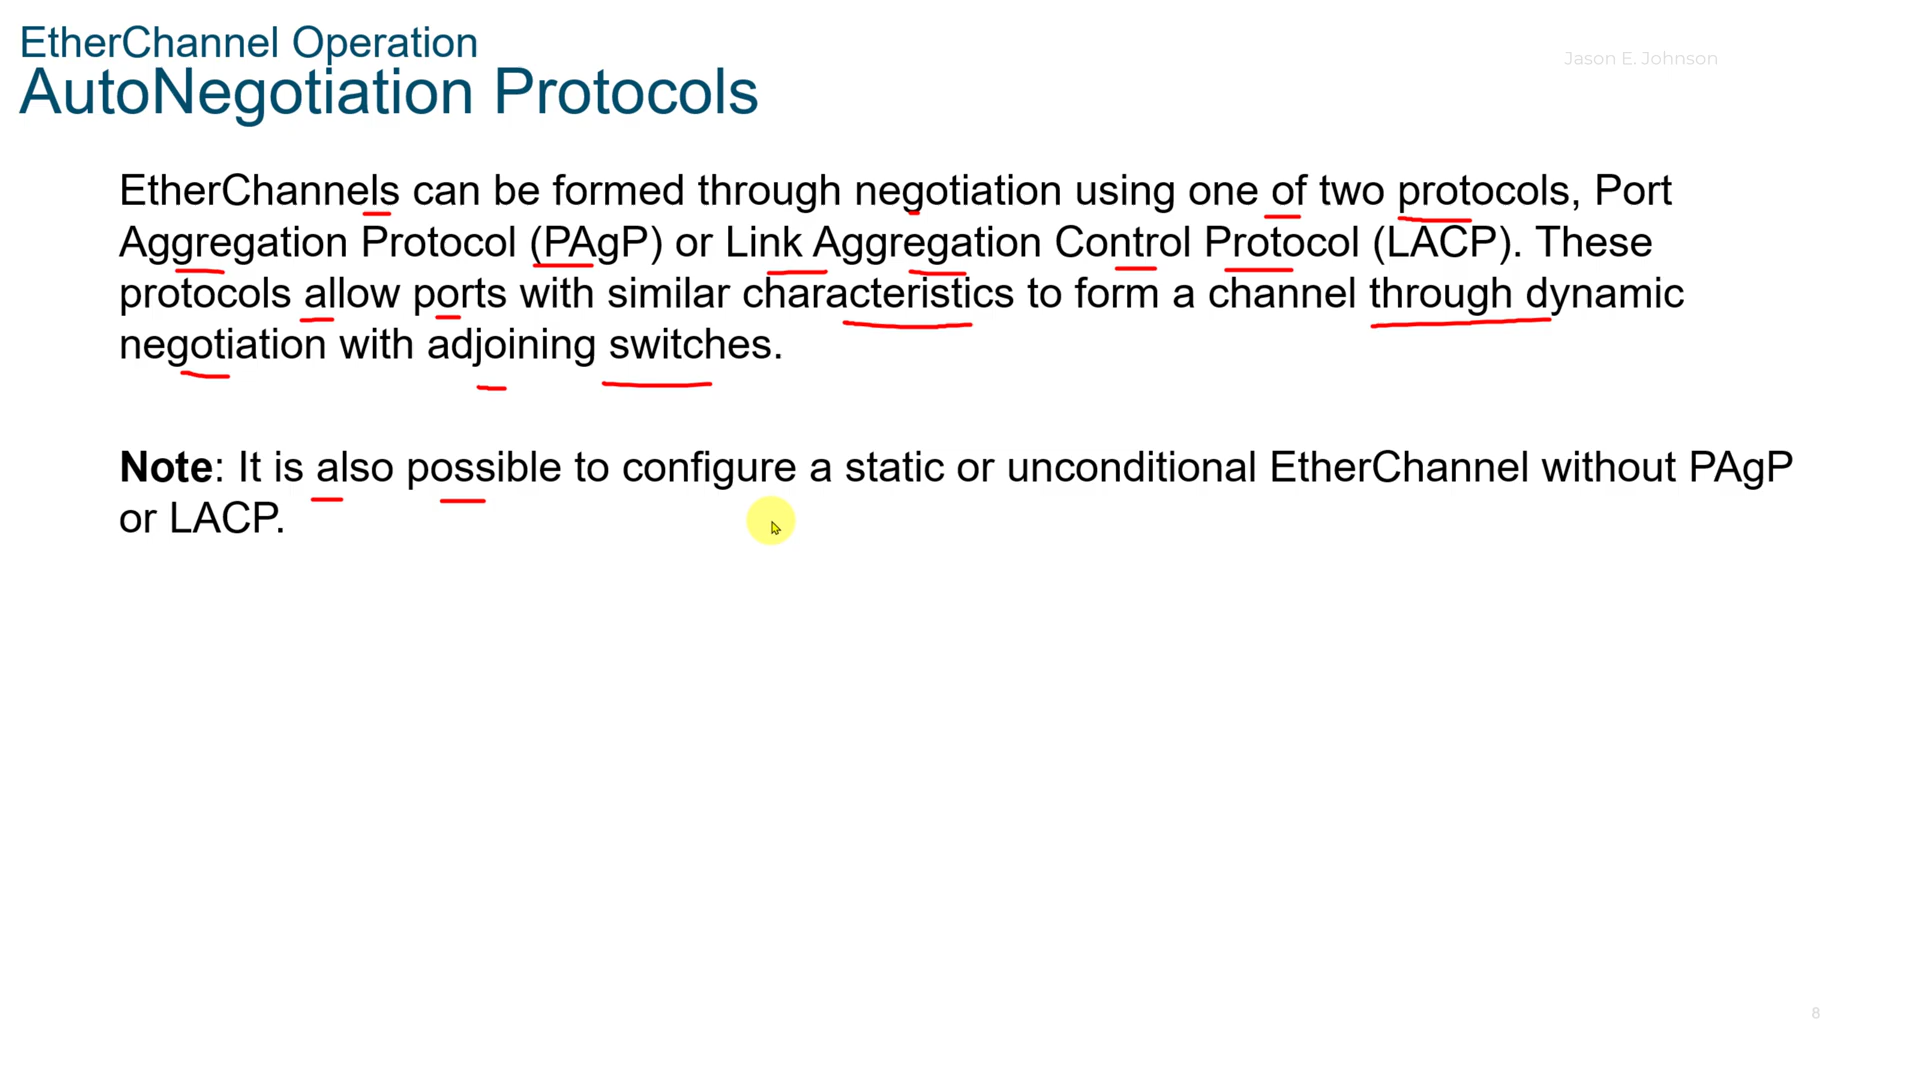 EtherChannel Operation
Jason E. Johnson
AutoNegotiation Protocols
EtherChannels can be formed through negotiation using one of two protocols, Port
Aggregation Protocol (PAgP) or Link Aggregation Control Protocol (LACP). These
protocols allow ports with similar characteristics to form a channel through dynamic
negotiation with adjoining switches.
Note: It is also possible to configure a static or unconditional EtherChannel without PAgP
or LACP.
8